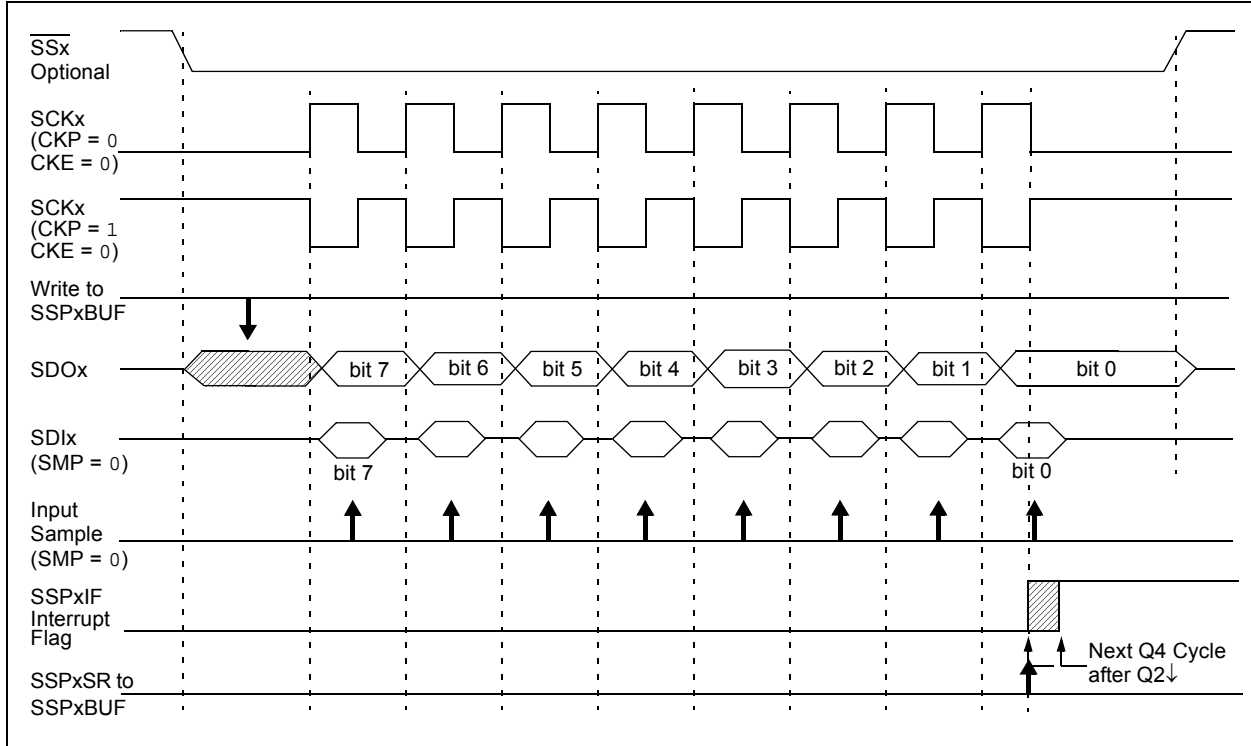 SSx
Optional
SCKx
(CKP = 0
CKE = 0)
SCKx
(CKP = 1
CKE = 0)
Write to
SSPxBUF
SDOx
bit 7
bit 6
bit 5
bit 4
bit 3
bit 2
bit 1
bit 0
SDIx
(SMP = 0)
bit 7
bit 0
Input
Sample
(SMP = 0)
SSPxIF
Interrupt
Flag
Next Q4 Cycle
after Q2↓
SSPxSR to
SSPxBUF